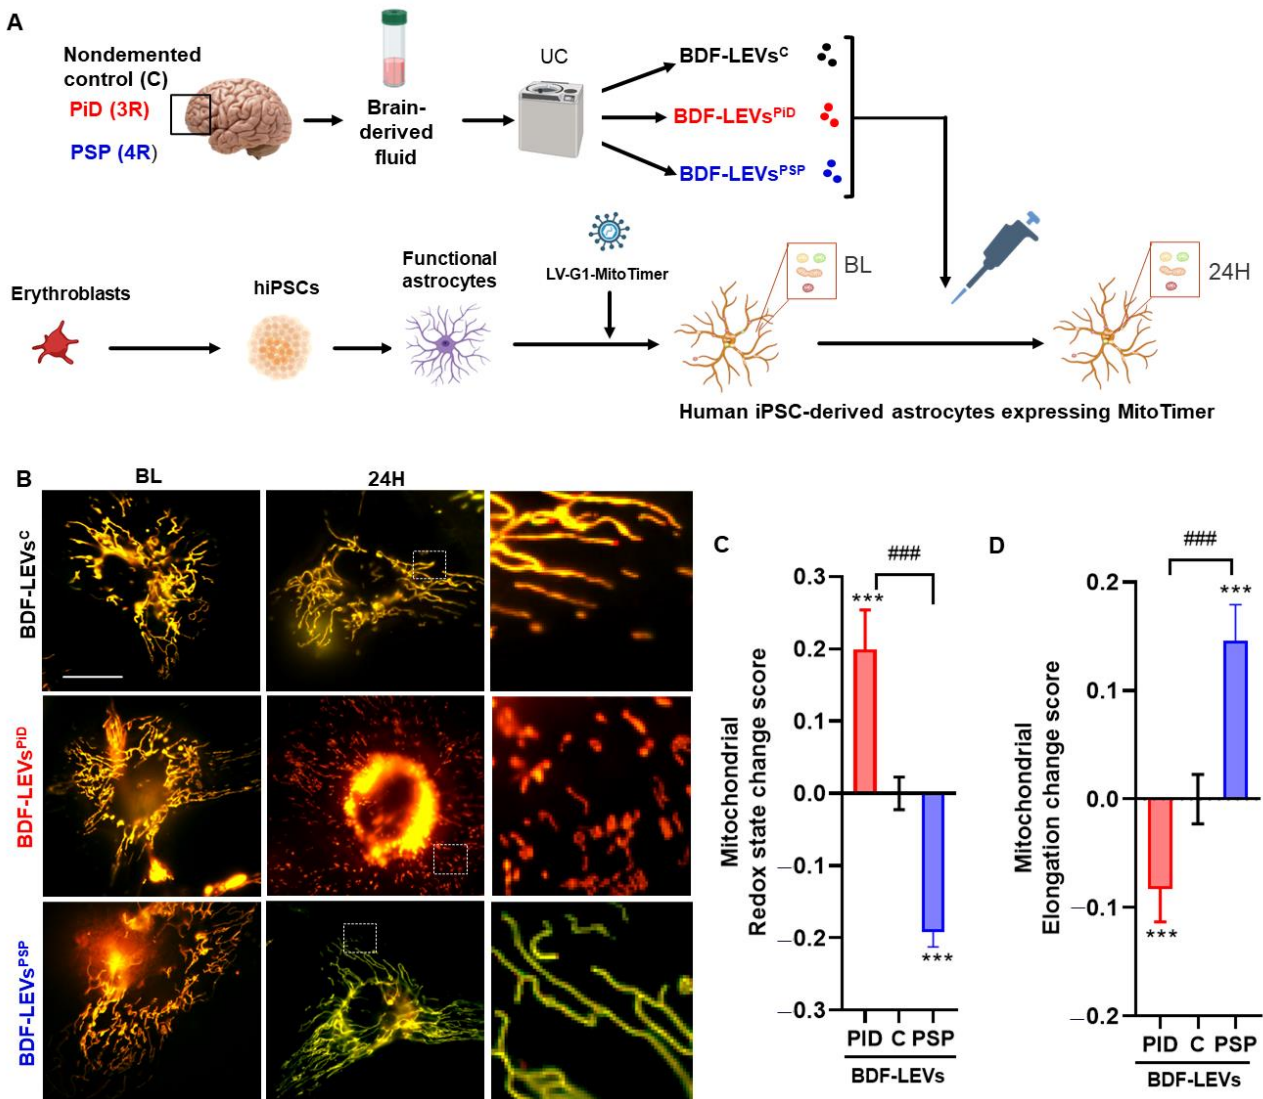 A
Nondemented
control (C)
PiD (3R)
PSP (4R)
Brain-
derived
fluid
UC
BDF-LEVsᶜ
BDF-LEVsPiD
BDF-LEVsPSP
Erythroblasts
hiPSCs
Functional
astrocytes
LV-G1-MitoTimer
BL
24H
Human iPSC-derived astrocytes expressing MitoTimer
B
BL
24H
BDF-LEVsC
BDF-LEVsPiD
BDF-LEVsPSP
C
###
***
0.3
0.2
0.1
0.0
−0.1
−0.2
−0.3
***
Mitochondrial
Redox state change score
PID C PSP
BDF-LEVs
D
###
***
0.2
0.1
0.0
−0.1
−0.2
***
Mitochondrial
Elongation change score
PID C PSP
BDF-LEVs